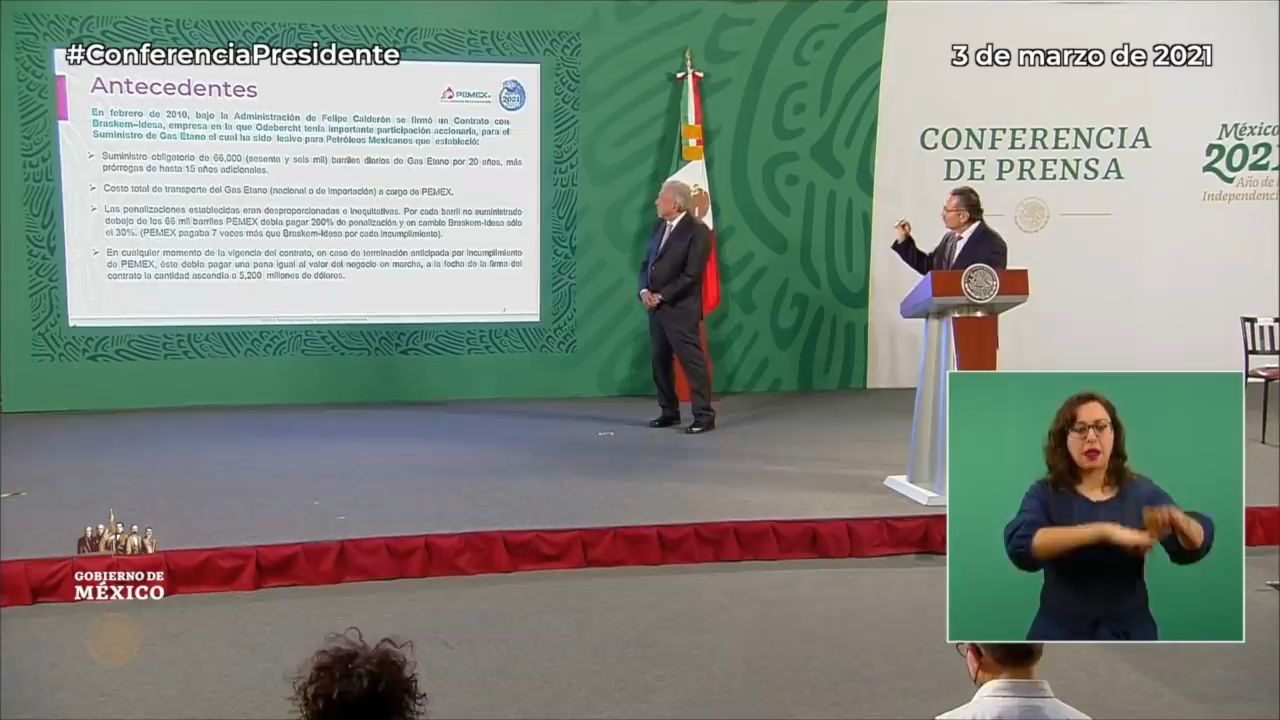 #ConferenciaPresidente
3 de marzo de 2021
Antecedentes
PEMEX
2021
En febrero de 2010, bajo la Administración de Felipe Calderón se firmó un Contrato con
Braskem–Idesa, empresa en la que Odebercht tenía importante participación accionaria, para el
Suministro de Gas Etano el cual ha sido lesivo para Petróleos Mexicanos que estableció:
➢ Suministro obligatorio de 66,000 (sesenta y seis mil) barriles diarios de Gas Etano por 20 años, más
prórrogas de hasta 15 años adicionales.
➢ Costo total de transporte del Gas Etano (nacional o de importación) a cargo de PEMEX.
➢ Las penalizaciones establecidas eran desproporcionadas e inequitativas. Por cada barril no suministrado
debajo de los 66 mil barriles PEMEX debía pagar 200% de penalización y en cambio Braskem-Idesa sólo
el 30%. (PEMEX pagaba 7 veces más que Braskem-Idesa por cada incumplimiento).
➢ En cualquier momento de la vigencia del contrato, en caso de terminación anticipada por incumplimiento
de PEMEX, éste debía pagar una pena igual al valor del negocio en marcha, a la fecha de la firma del
contrato la cantidad ascendía a 5,200 millones de dólares.
CONFERENCIA
DE PRENSA
México
2021
Año de la
Independencia
GOBIERNO DE
MÉXICO